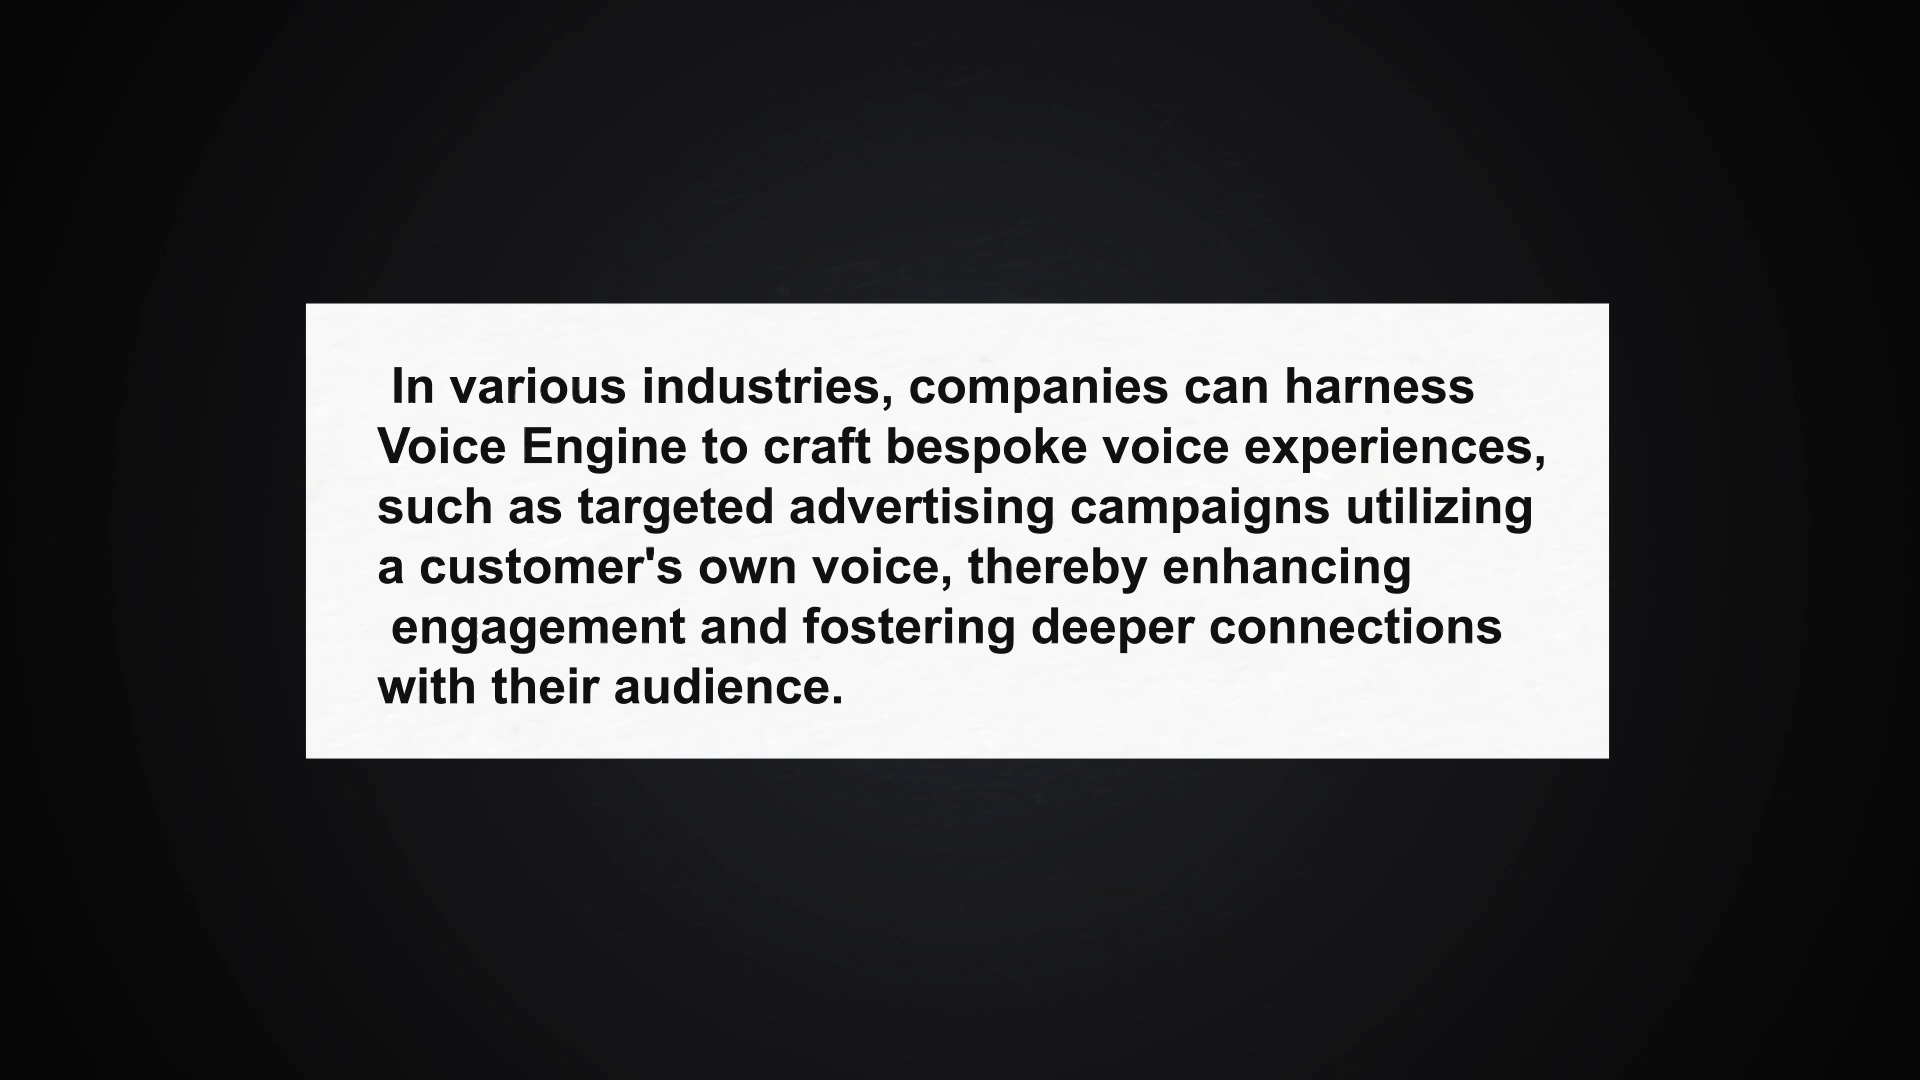 In various industries, companies can harness
Voice Engine to craft bespoke voice experiences,
such as targeted advertising campaigns utilizing
a customer's own voice, thereby enhancing
engagement and fostering deeper connections
with their audience.